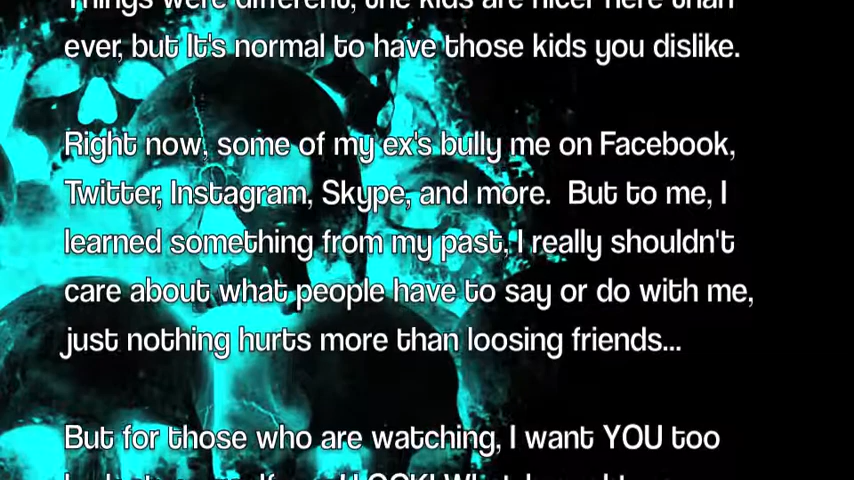 Things were different, the kids are nicer here than
ever, but It's normal to have those kids you dislike.
Right now, some of my ex's bully me on Facebook,
Twitter, Instagram, Skype, and more. But to me, I
learned something from my past, I really shouldn't
care about what people have to say or do with me,
just nothing hurts more than loosing friends...
But for those who are watching, I want YOU too